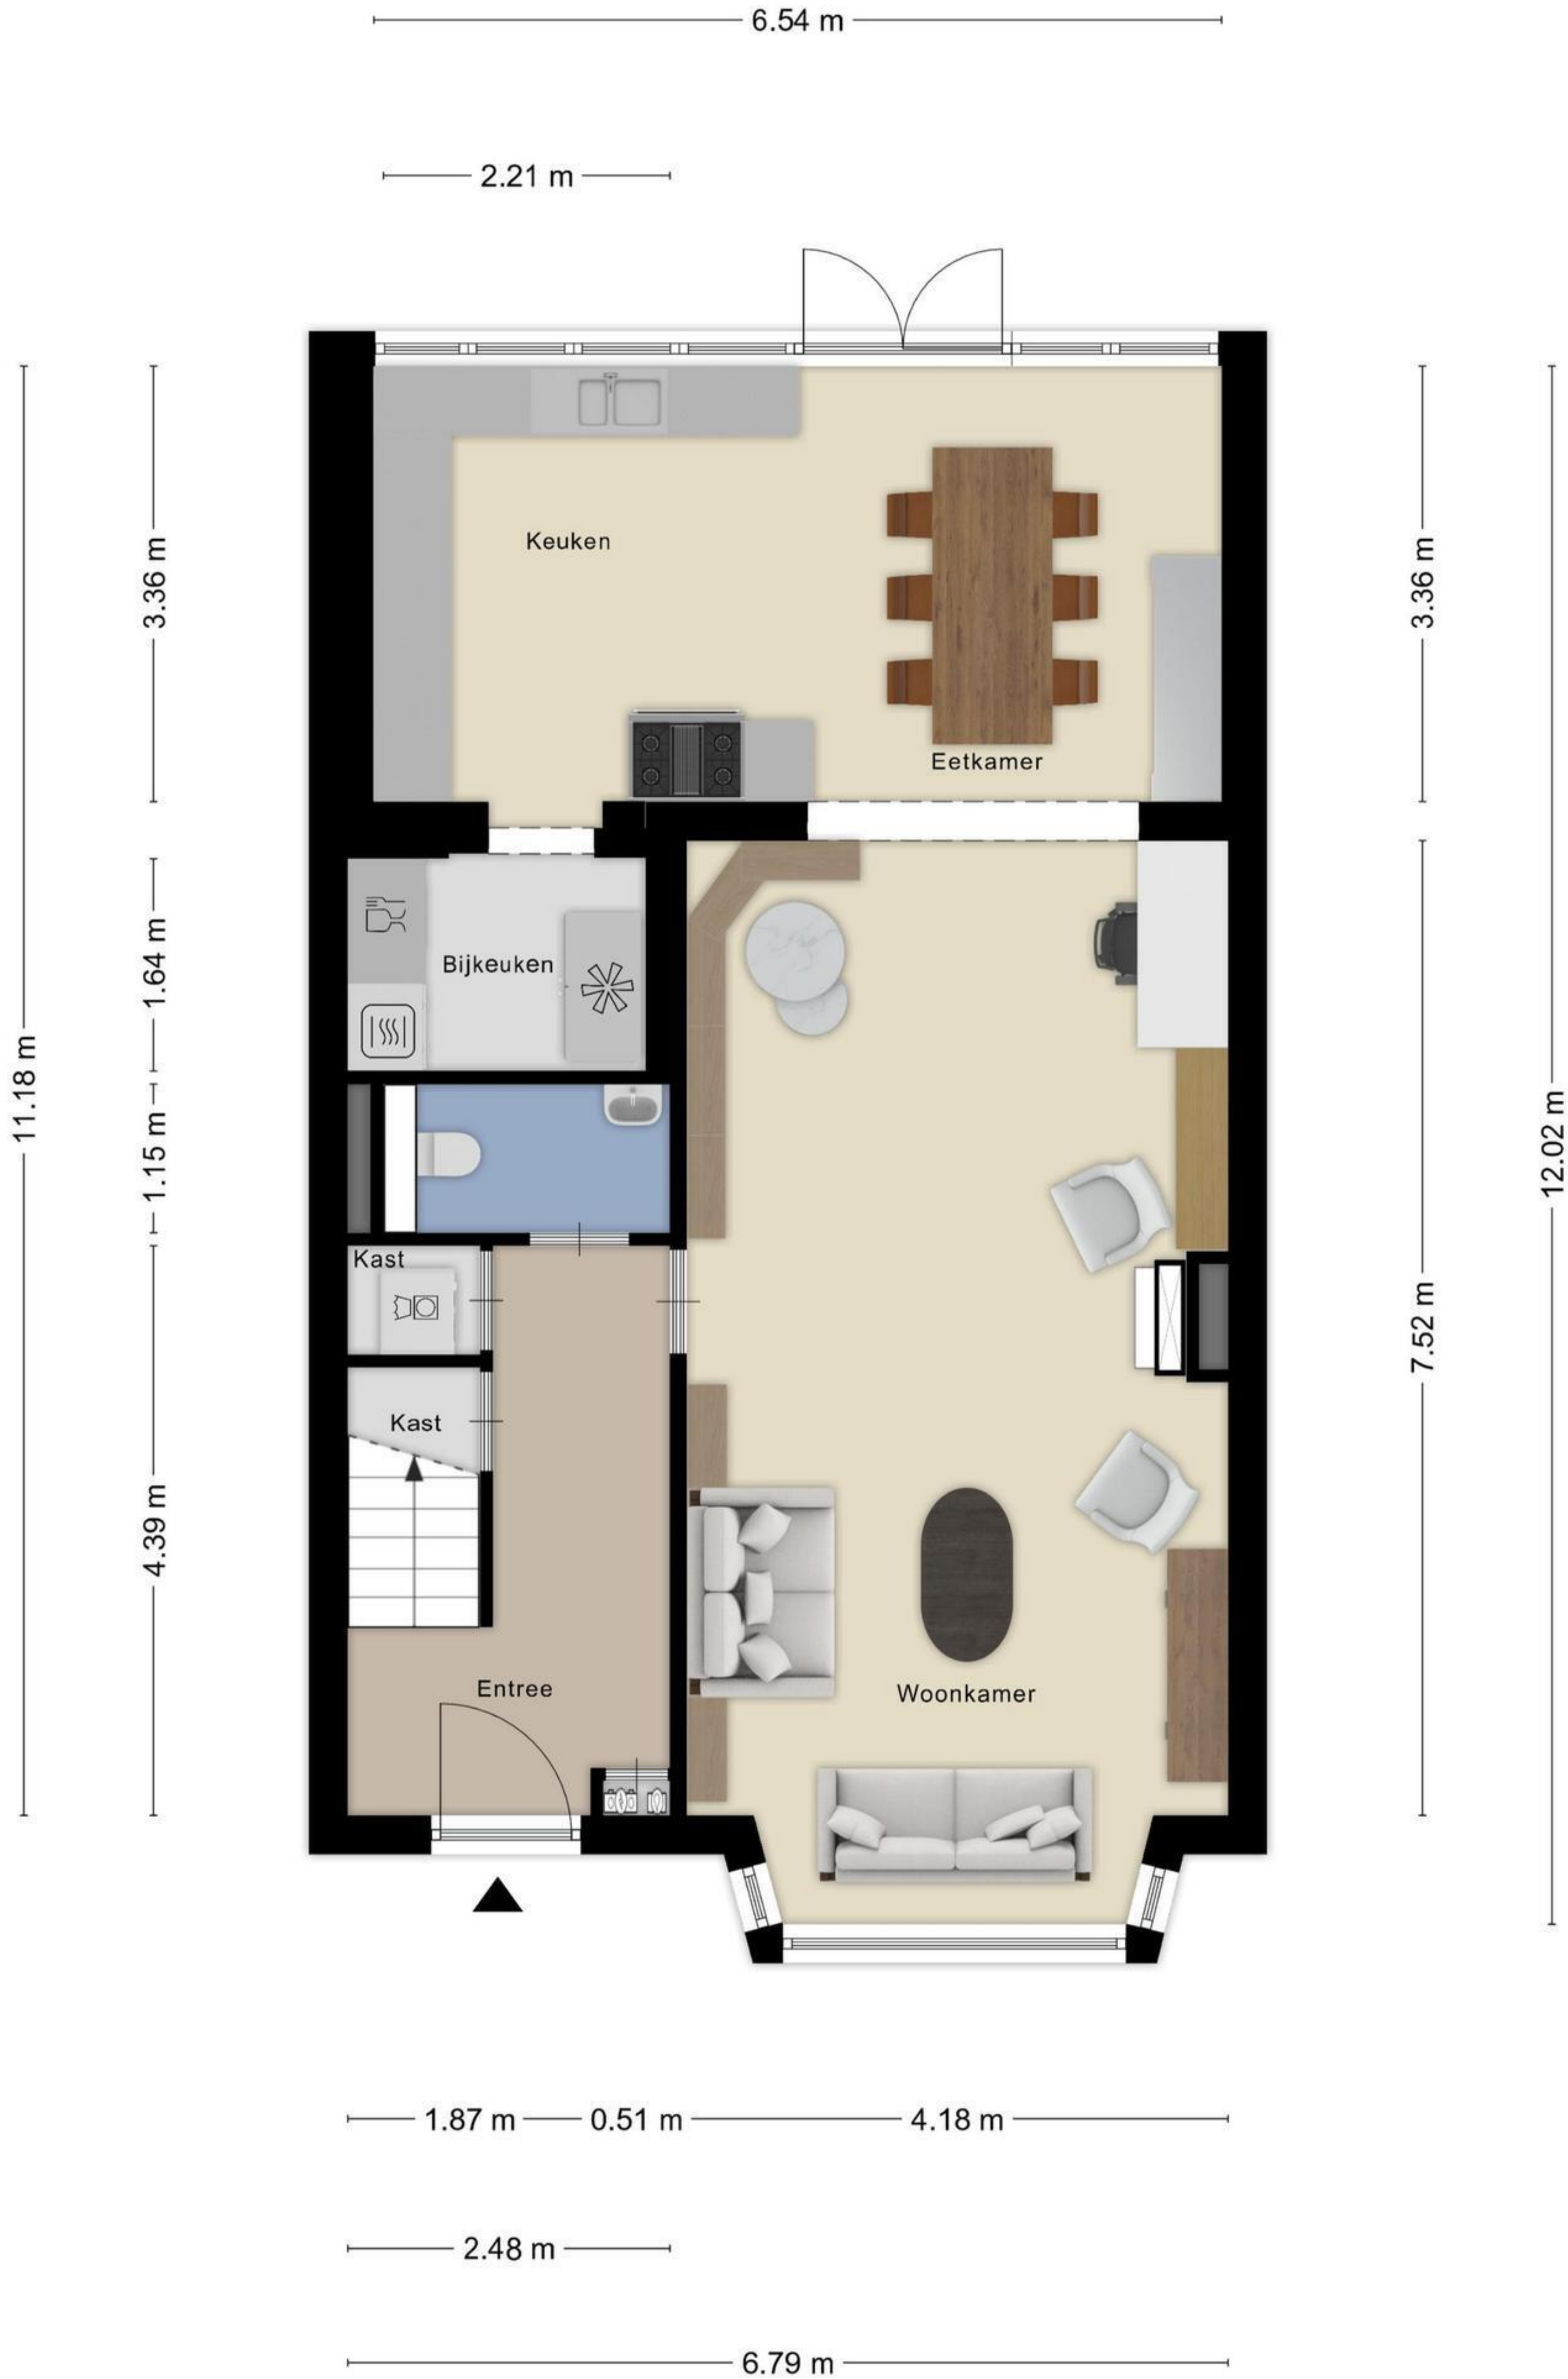 6.54 m
2.21 m
Keuken
3.36 m
3.36 m
Eetkamer
1.64 m
Bijkeuken
11.18 m
1.15 m
12.02 m
Kast
7.52 m
Kast
4.39 m
Entree
Woonkamer
1.87 m
0.51 m
4.18 m
2.48 m
6.79 m